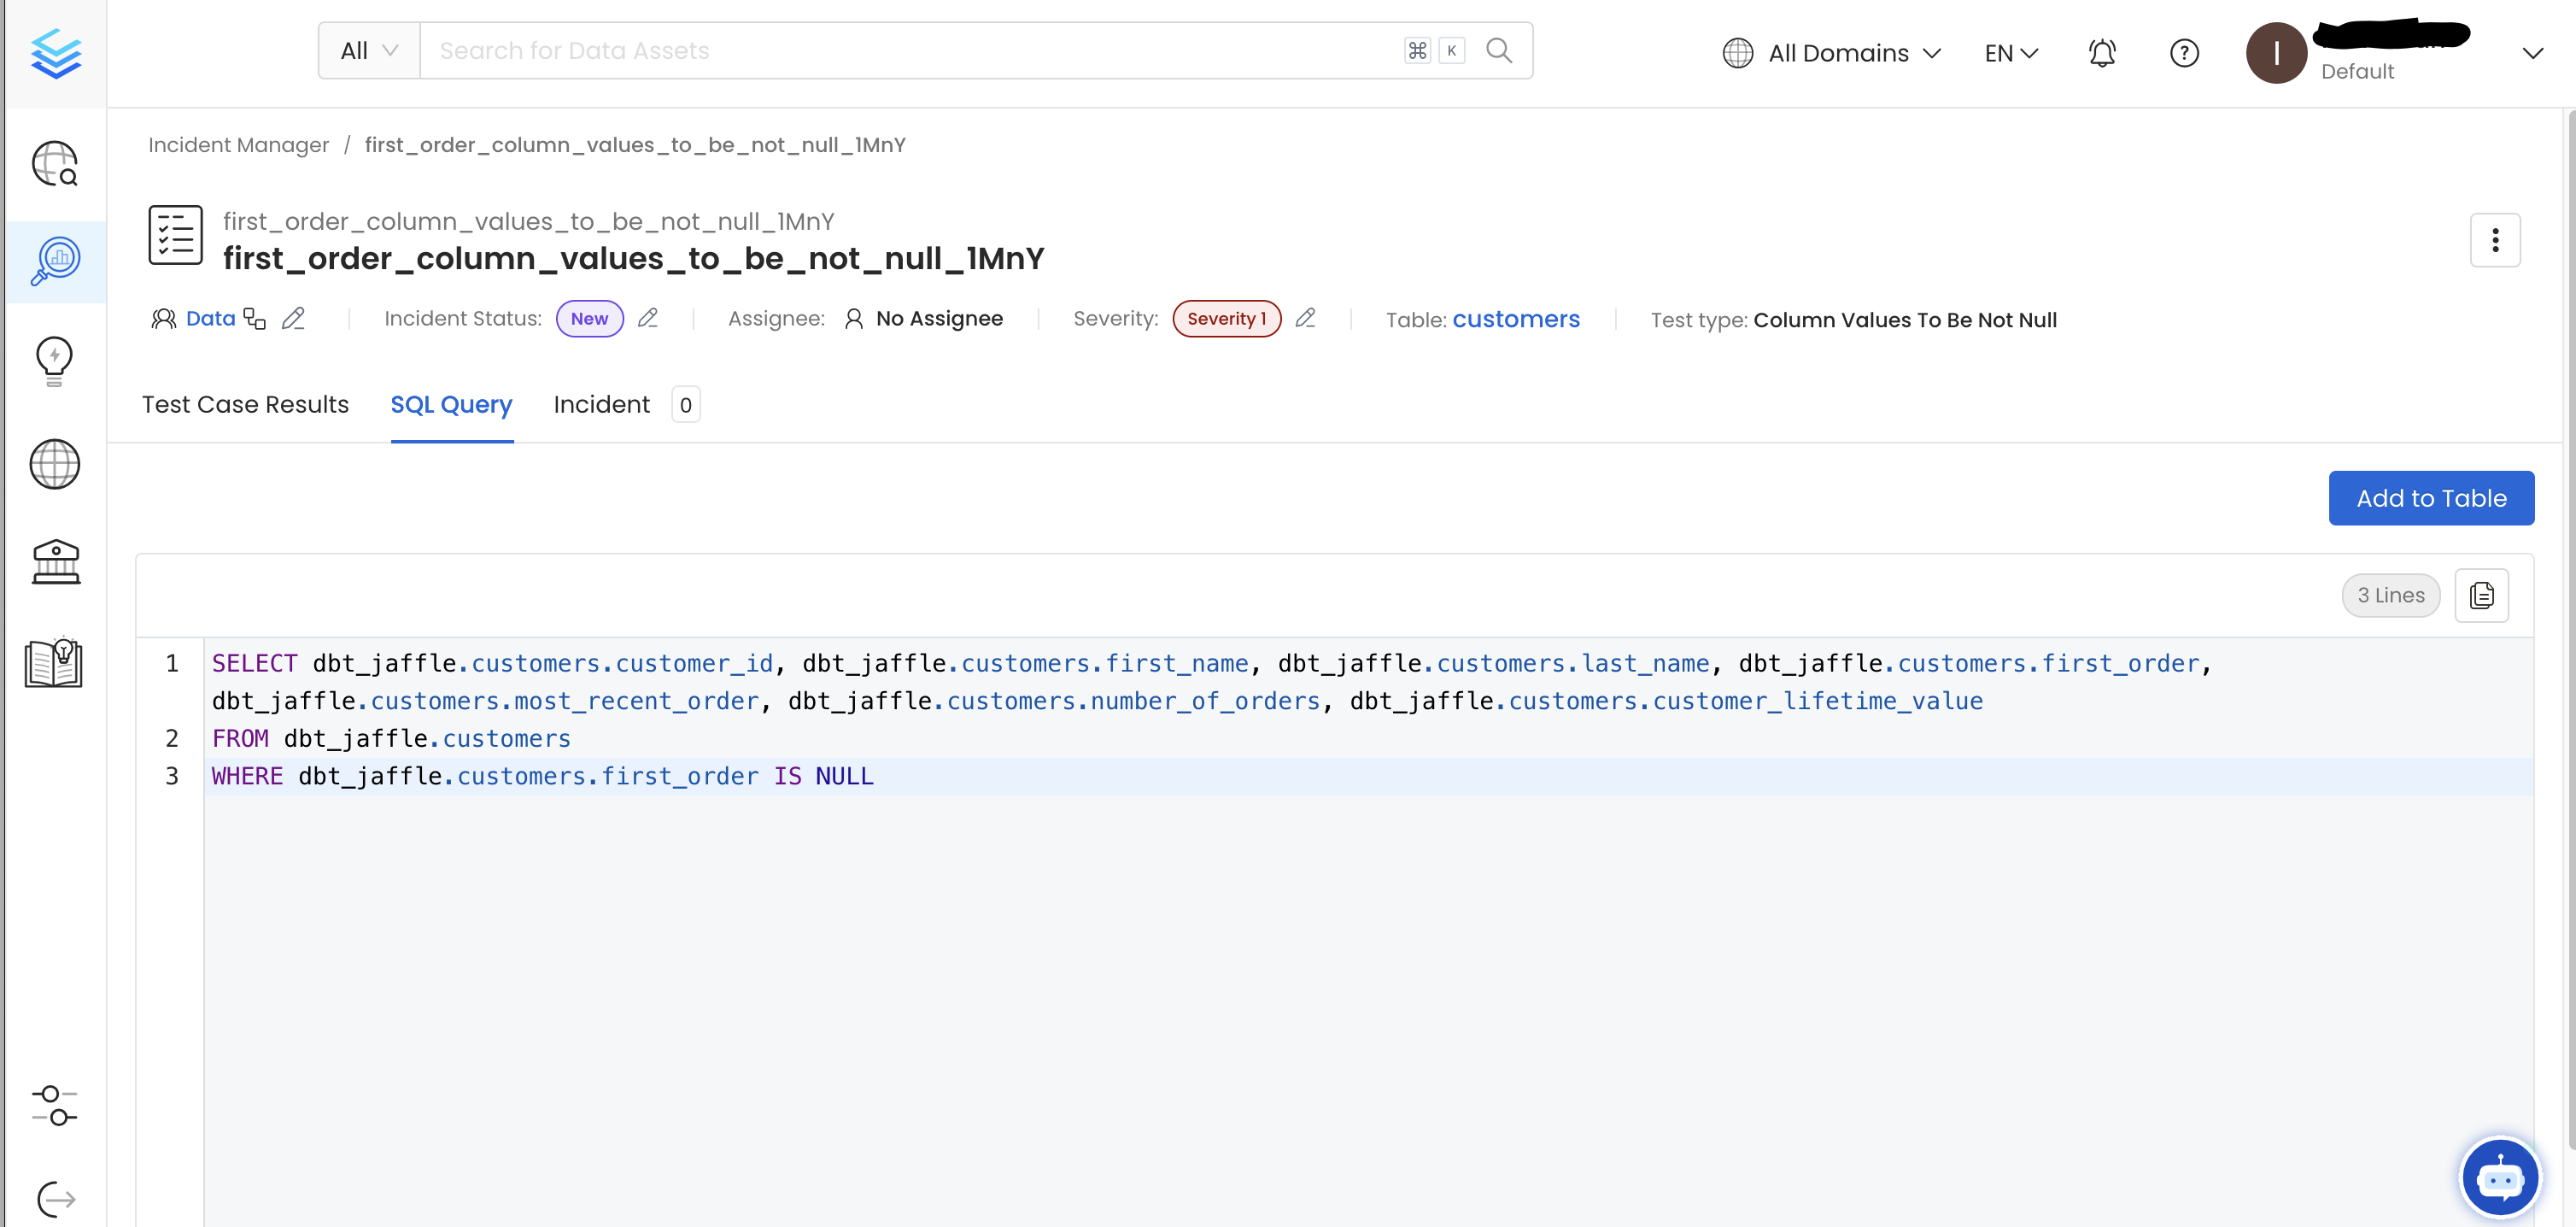 All
Search for Data Assets
⌘ K
All Domains
EN
?
I
Default
Incident Manager / first_order_column_values_to_be_not_null_1MnY
first_order_column_values_to_be_not_null_1MnY
first_order_column_values_to_be_not_null_1MnY
Data
Incident Status: New
Assignee: No Assignee
Severity: Severity 1
Table: customers
Test type: Column Values To Be Not Null
Test Case Results
SQL Query
Incident 0
Add to Table
3 Lines
1 SELECT dbt_jaffle.customers.customer_id, dbt_jaffle.customers.first_name, dbt_jaffle.customers.last_name, dbt_jaffle.customers.first_order,
dbt_jaffle.customers.most_recent_order, dbt_jaffle.customers.number_of_orders, dbt_jaffle.customers.customer_lifetime_value
2 FROM dbt_jaffle.customers
3 WHERE dbt_jaffle.customers.first_order IS NULL